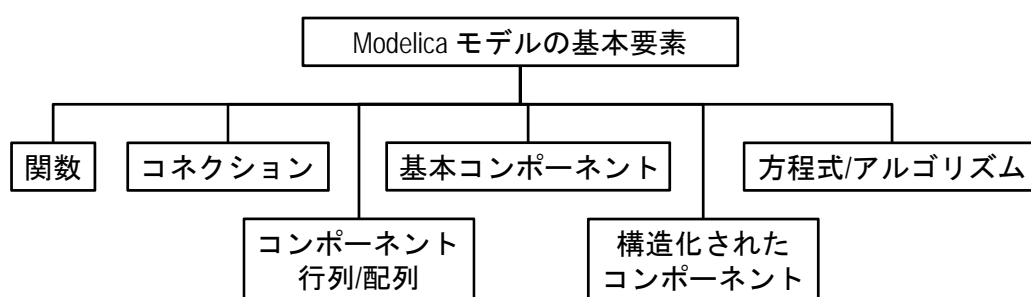 Modelica モデルの基本要素
関数
コネクション
基本コンポーネント
方程式/アルゴリズム
コンポーネント
行列/配列
構造化された
コンポーネント